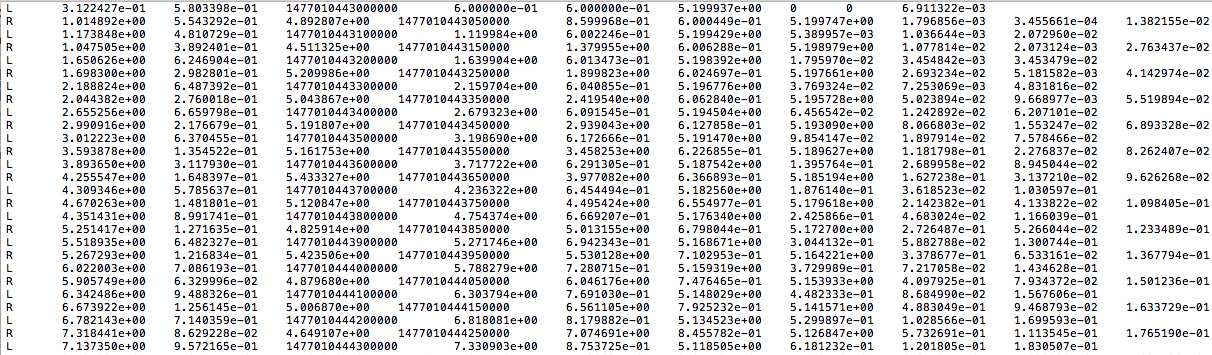 L 3.122427e-01 5.803398e-01 1477010443000000 6.000000e-01 6.000000e-01 5.199937e+00 0 0 6.911322e-03
R 1.014892e+00 5.543292e-01 4.892807e+00 1477010443050000 8.599968e-01 6.000449e-01 5.199747e+00 1.796856e-03 3.455661e-04 1.382155e-02
L 1.173848e+00 4.810729e-01 1477010443100000 1.119984e+00 6.002246e-01 5.199429e+00 5.389957e-03 1.036644e-03 2.072960e-02
R 1.047505e+00 3.892401e-01 4.511325e+00 1477010443150000 1.379955e+00 6.006288e-01 5.198979e+00 1.077814e-02 2.073124e-03 2.763437e-02
L 1.650626e+00 6.246904e-01 1477010443200000 1.639904e+00 6.013473e-01 5.198392e+00 1.795970e-02 3.454842e-03 3.453479e-02
R 1.698300e+00 2.982801e-01 5.209986e+00 1477010443250000 1.899823e+00 6.024697e-01 5.197661e+00 2.693234e-02 5.181582e-03 4.142974e-02
L 2.188824e+00 6.487392e-01 1477010443300000 2.159704e+00 6.040855e-01 5.196776e+00 3.769324e-02 7.253069e-03 4.831816e-02
R 2.044382e+00 2.760018e-01 5.043867e+00 1477010443350000 2.419540e+00 6.062840e-01 5.195728e+00 5.023894e-02 9.668977e-03 5.519894e-02
L 2.655256e+00 6.659798e-01 1477010443400000 2.679323e+00 6.091545e-01 5.194504e+00 6.456542e-02 1.242892e-02 6.207101e-02
R 2.990916e+00 2.176679e-01 5.191807e+00 1477010443450000 2.939043e+00 6.127858e-01 5.193090e+00 8.066803e-02 1.553247e-02 6.893328e-02
L 3.012223e+00 6.370455e-01 1477010443500000 3.198690e+00 6.172666e-01 5.191470e+00 9.854147e-02 1.897914e-02 7.578466e-02
R 3.593878e+00 1.354522e-01 5.161753e+00 1477010443550000 3.458253e+00 6.226855e-01 5.189627e+00 1.181798e-01 2.276837e-02 8.262407e-02
L 3.893650e+00 3.117930e-01 1477010443600000 3.717722e+00 6.291305e-01 5.187542e+00 1.395764e-01 2.689958e-02 8.945044e-02
R 4.255547e+00 1.648397e-01 5.433327e+00 1477010443650000 3.977082e+00 6.366893e-01 5.185194e+00 1.627238e-01 3.137210e-02 9.626268e-02
L 4.309346e+00 5.785637e-01 1477010443700000 4.236322e+00 6.454494e-01 5.182560e+00 1.876140e-01 3.618523e-02 1.030597e-01
R 4.670263e+00 1.481801e-01 5.120847e+00 1477010443750000 4.495424e+00 6.554977e-01 5.179618e+00 2.142382e-01 4.133822e-02 1.098405e-01
L 4.351431e+00 8.991741e-01 1477010443800000 4.754374e+00 6.669207e-01 5.176340e+00 2.425866e-01 4.683024e-02 1.166039e-01
R 5.251417e+00 1.271635e-01 4.825914e+00 1477010443850000 5.013155e+00 6.798044e-01 5.172700e+00 2.726487e-01 5.266044e-02 1.233489e-01
L 5.518935e+00 6.482327e-01 1477010443900000 5.271746e+00 6.942343e-01 5.168671e+00 3.044132e-01 5.882788e-02 1.300744e-01
R 5.267293e+00 1.216834e-01 5.423506e+00 1477010443950000 5.530128e+00 7.102953e-01 5.164221e+00 3.378677e-01 6.533161e-02 1.367794e-01
L 6.022003e+00 7.086193e-01 1477010444000000 5.788279e+00 7.280715e-01 5.159319e+00 3.729989e-01 7.217058e-02 1.434628e-01
R 5.905749e+00 6.329996e-02 4.879680e+00 1477010444050000 6.046176e+00 7.476465e-01 5.153933e+00 4.097925e-01 7.934372e-02 1.501236e-01
L 6.342486e+00 9.488326e-01 1477010444100000 6.303794e+00 7.691030e-01 5.148029e+00 4.482333e-01 8.684990e-02 1.567606e-01
R 6.673922e+00 1.256145e-01 5.006870e+00 1477010444150000 6.561105e+00 7.925232e-01 5.141571e+00 4.883049e-01 9.468793e-02 1.633729e-01
L 6.782143e+00 7.140359e-01 1477010444200000 6.818081e+00 8.179882e-01 5.134523e+00 5.299897e-01 1.028566e-01 1.699593e-01
R 7.318441e+00 8.629228e-02 4.649107e+00 1477010444250000 7.074691e+00 8.455782e-01 5.126847e+00 5.732691e-01 1.113545e-01 1.765190e-01
L 7.137350e+00 9.572165e-01 1477010444300000 7.330903e+00 8.753725e-01 5.118505e+00 6.181232e-01 1.201805e-01 1.830507e-01